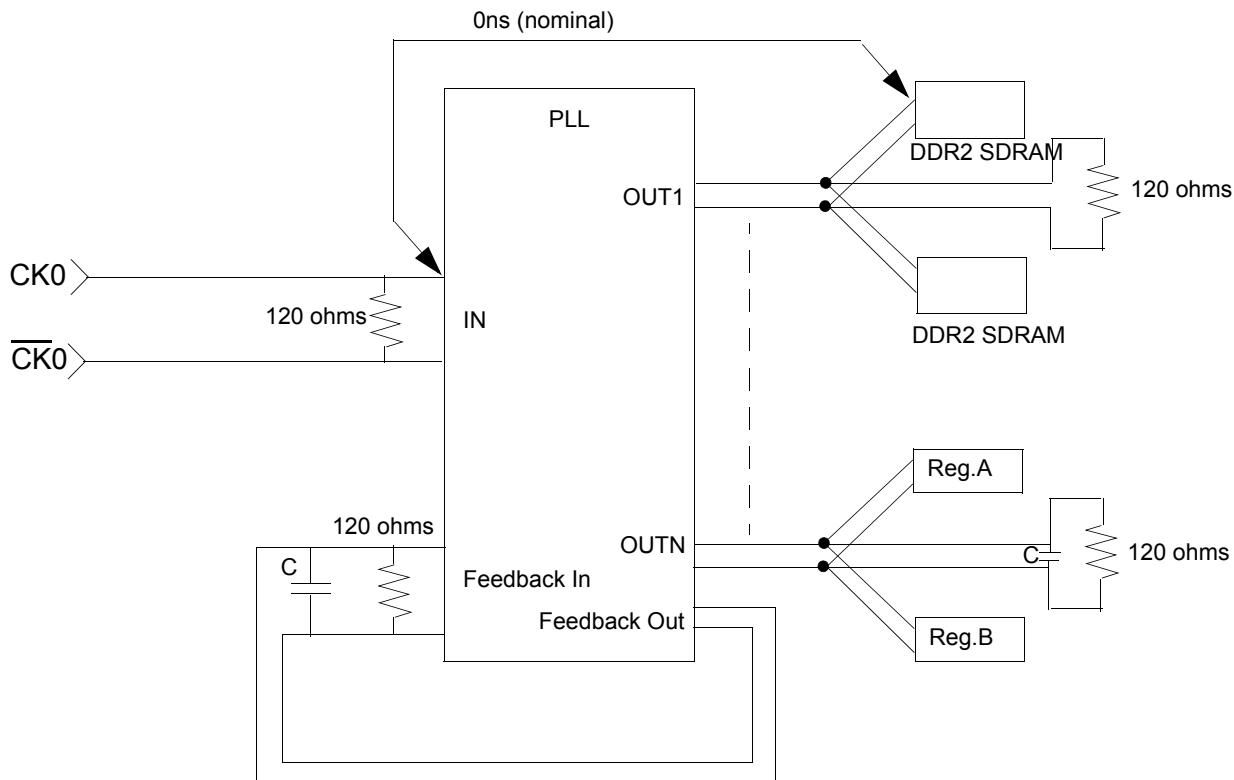 0ns (nominal)
PLL
DDR2 SDRAM
OUT1
120 ohms
CK0
120 ohms
IN
CK0
DDR2 SDRAM
Reg.A
120 ohms
OUTN
C
120 ohms
C
Feedback In
Feedback Out
Reg.B